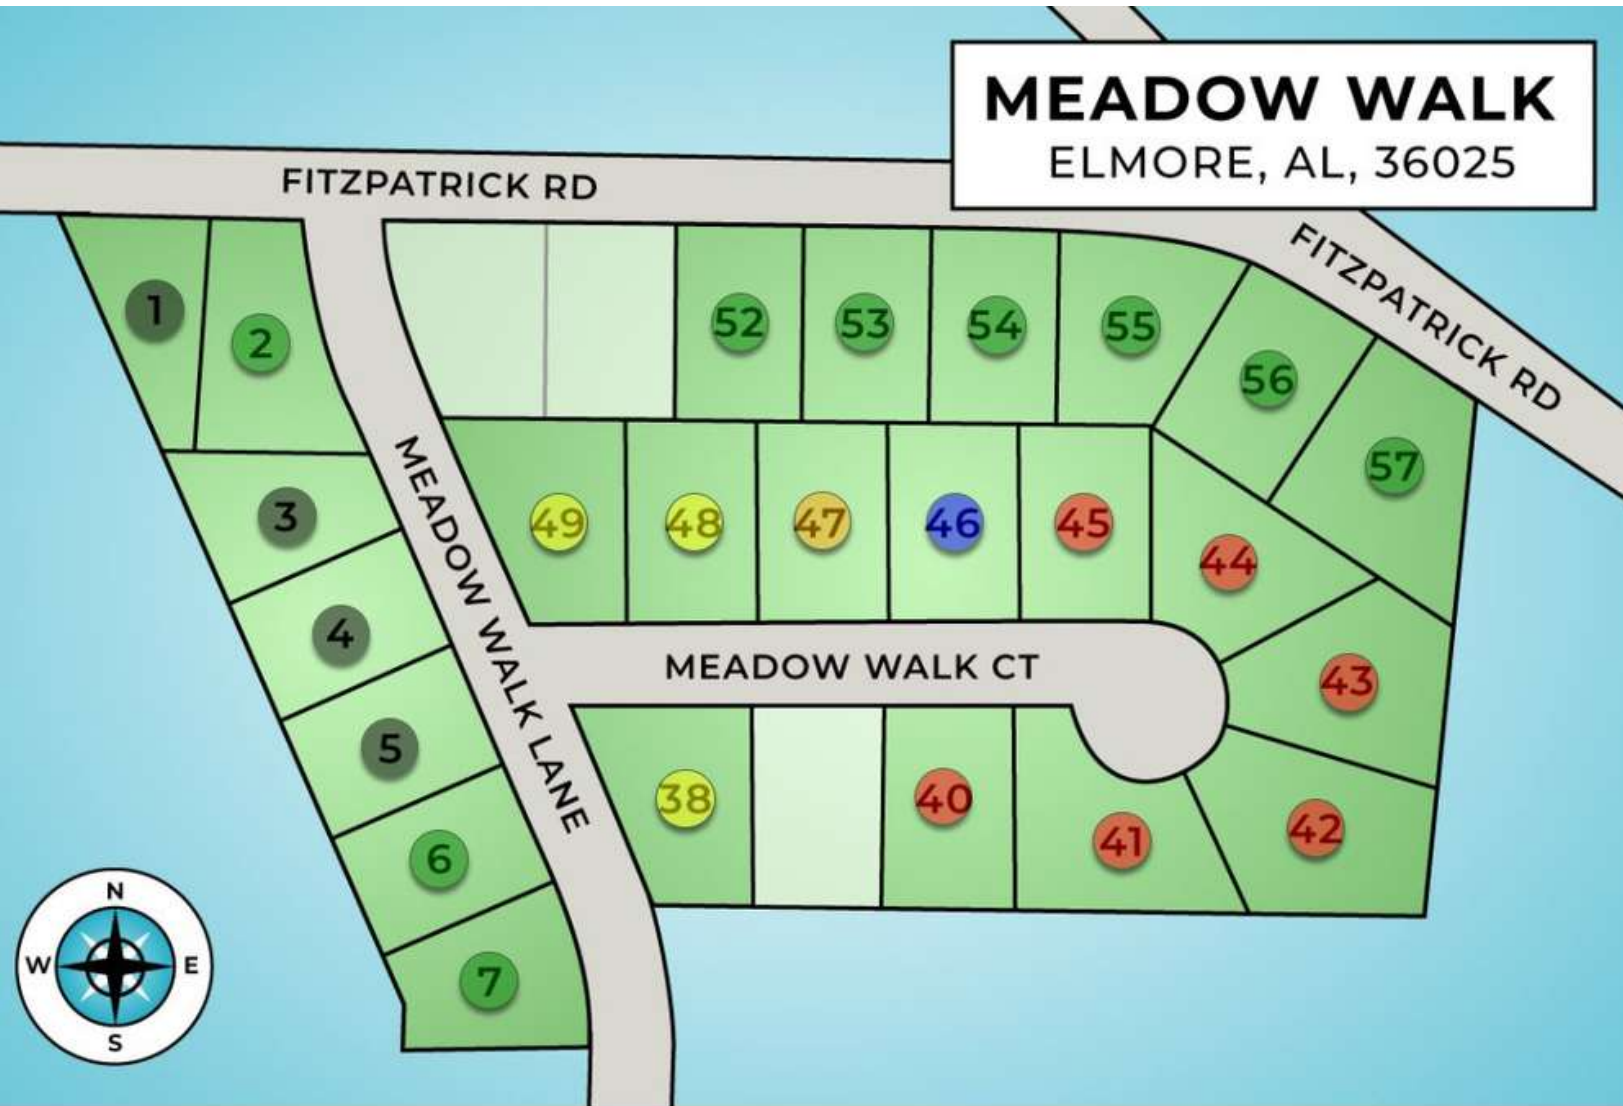 MEADOW WALK
ELMORE, AL, 36025
FITZPATRICK RD
FITZPATRICK RD
1
2
52
53
54
55
56
57
3
49
48
47
46
45
44
4
MEADOW WALK LANE
MEADOW WALK CT
43
5
38
40
41
42
6
7
N
W
E
S